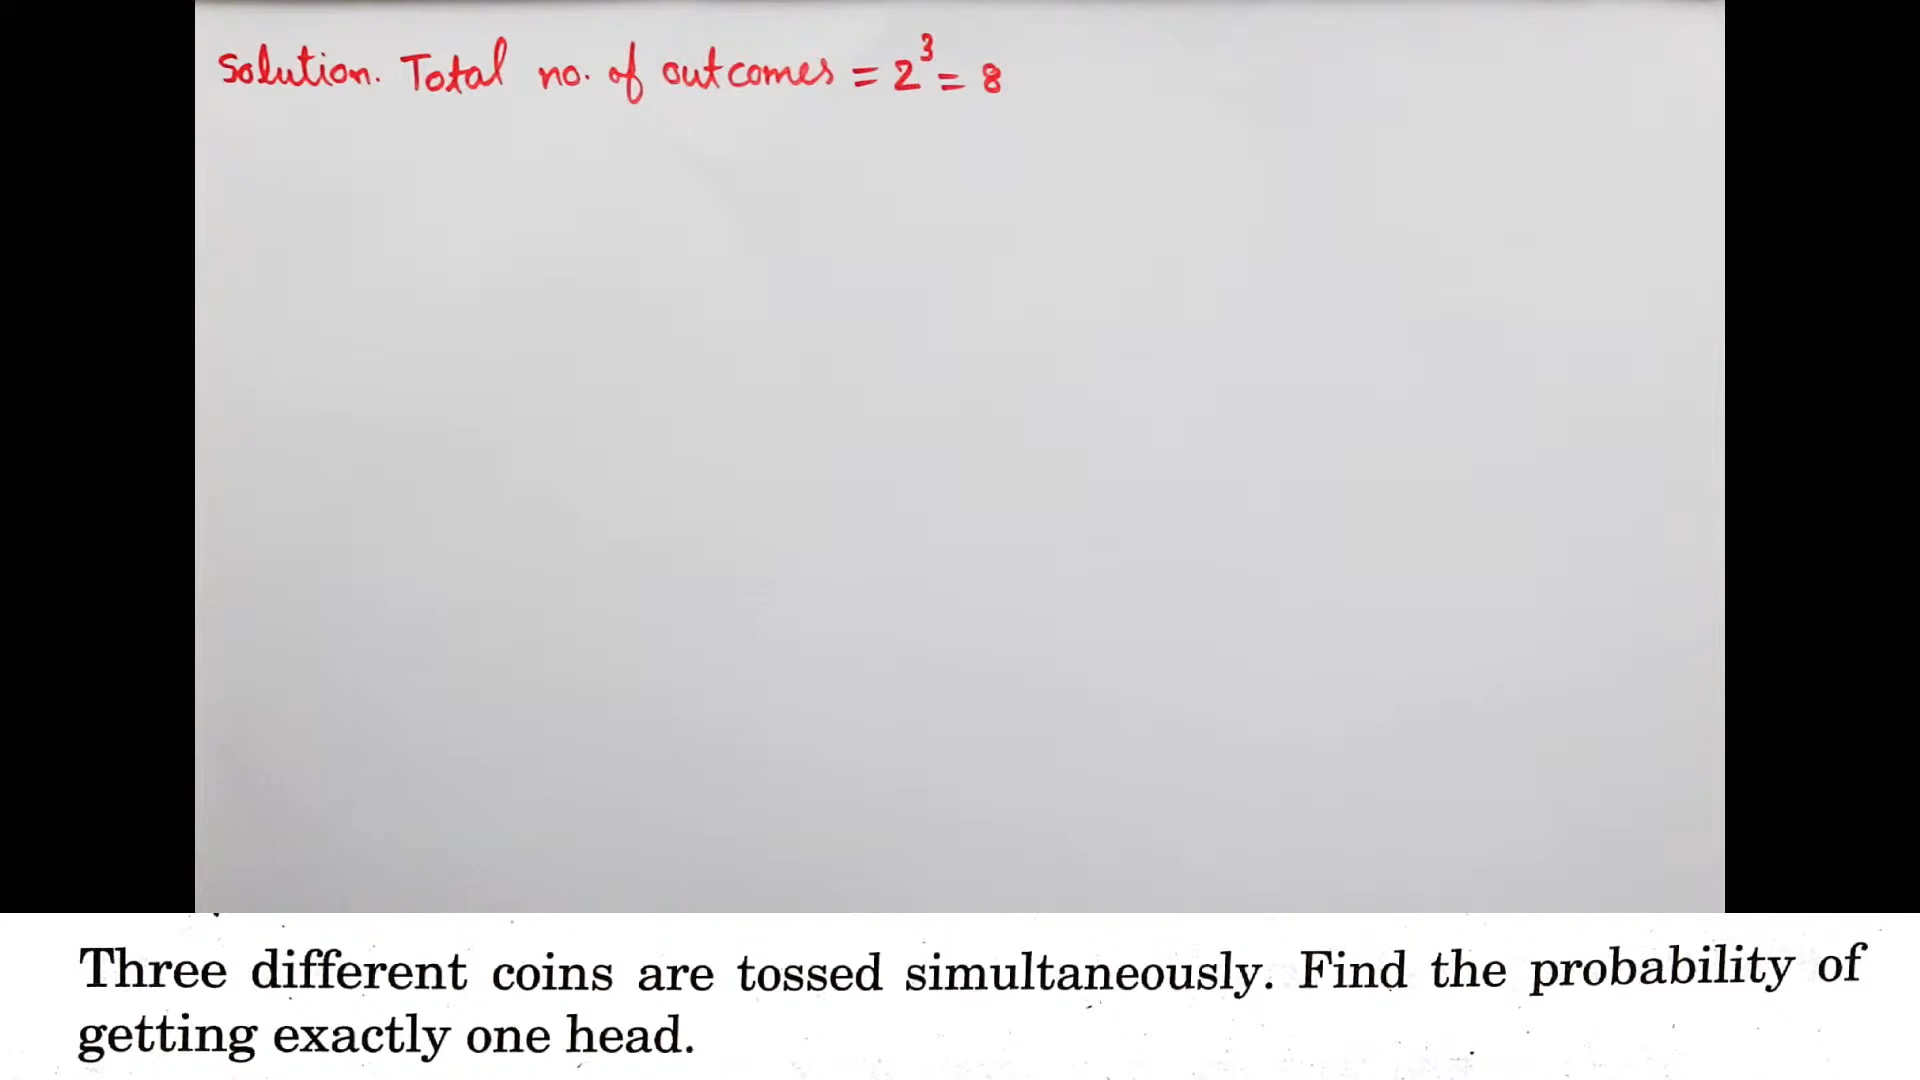 Solution. Total no. of outcomes = 2³ = 8
Three different coins are tossed simultaneously. Find the probability of
getting exactly one head.